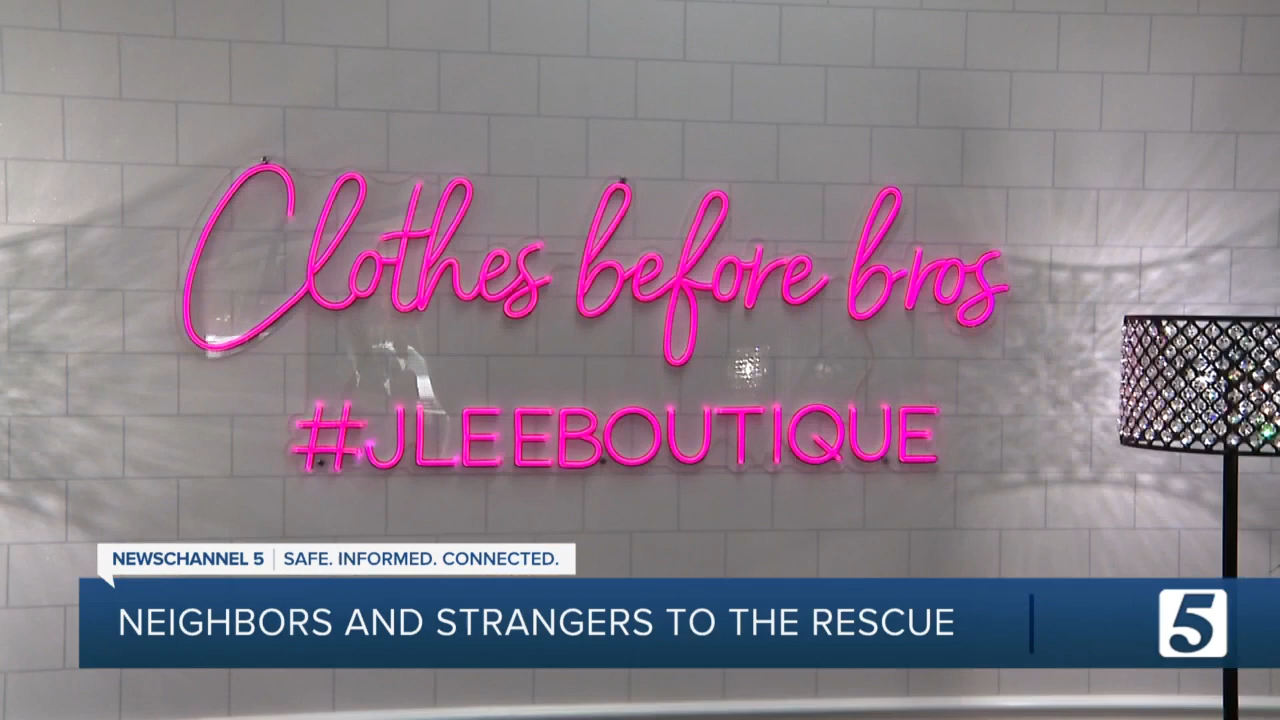 Clothes before bros
#JLEEBOUTIQUE
NEWSCHANNEL 5 | SAFE. INFORMED. CONNECTED.
NEIGHBORS AND STRANGERS TO THE RESCUE
5